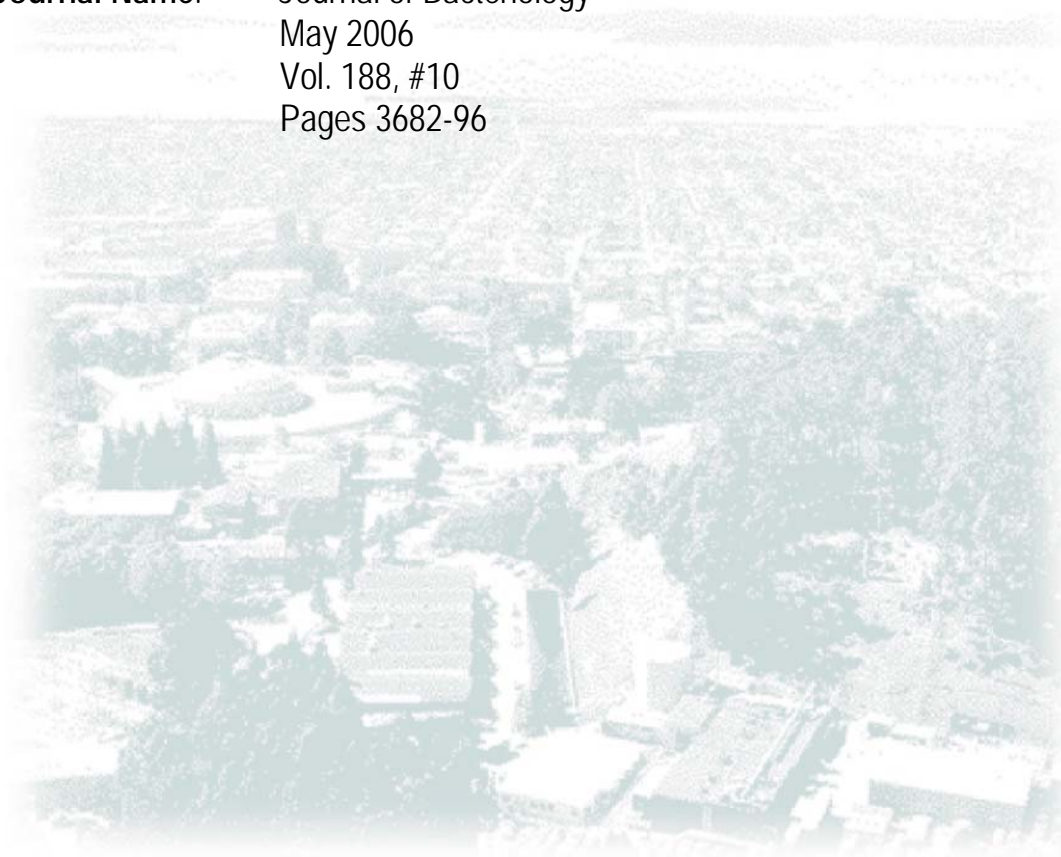 Journal Name: Journal of Bacteriology
May 2006
Vol. 188, #10
Pages 3682-96